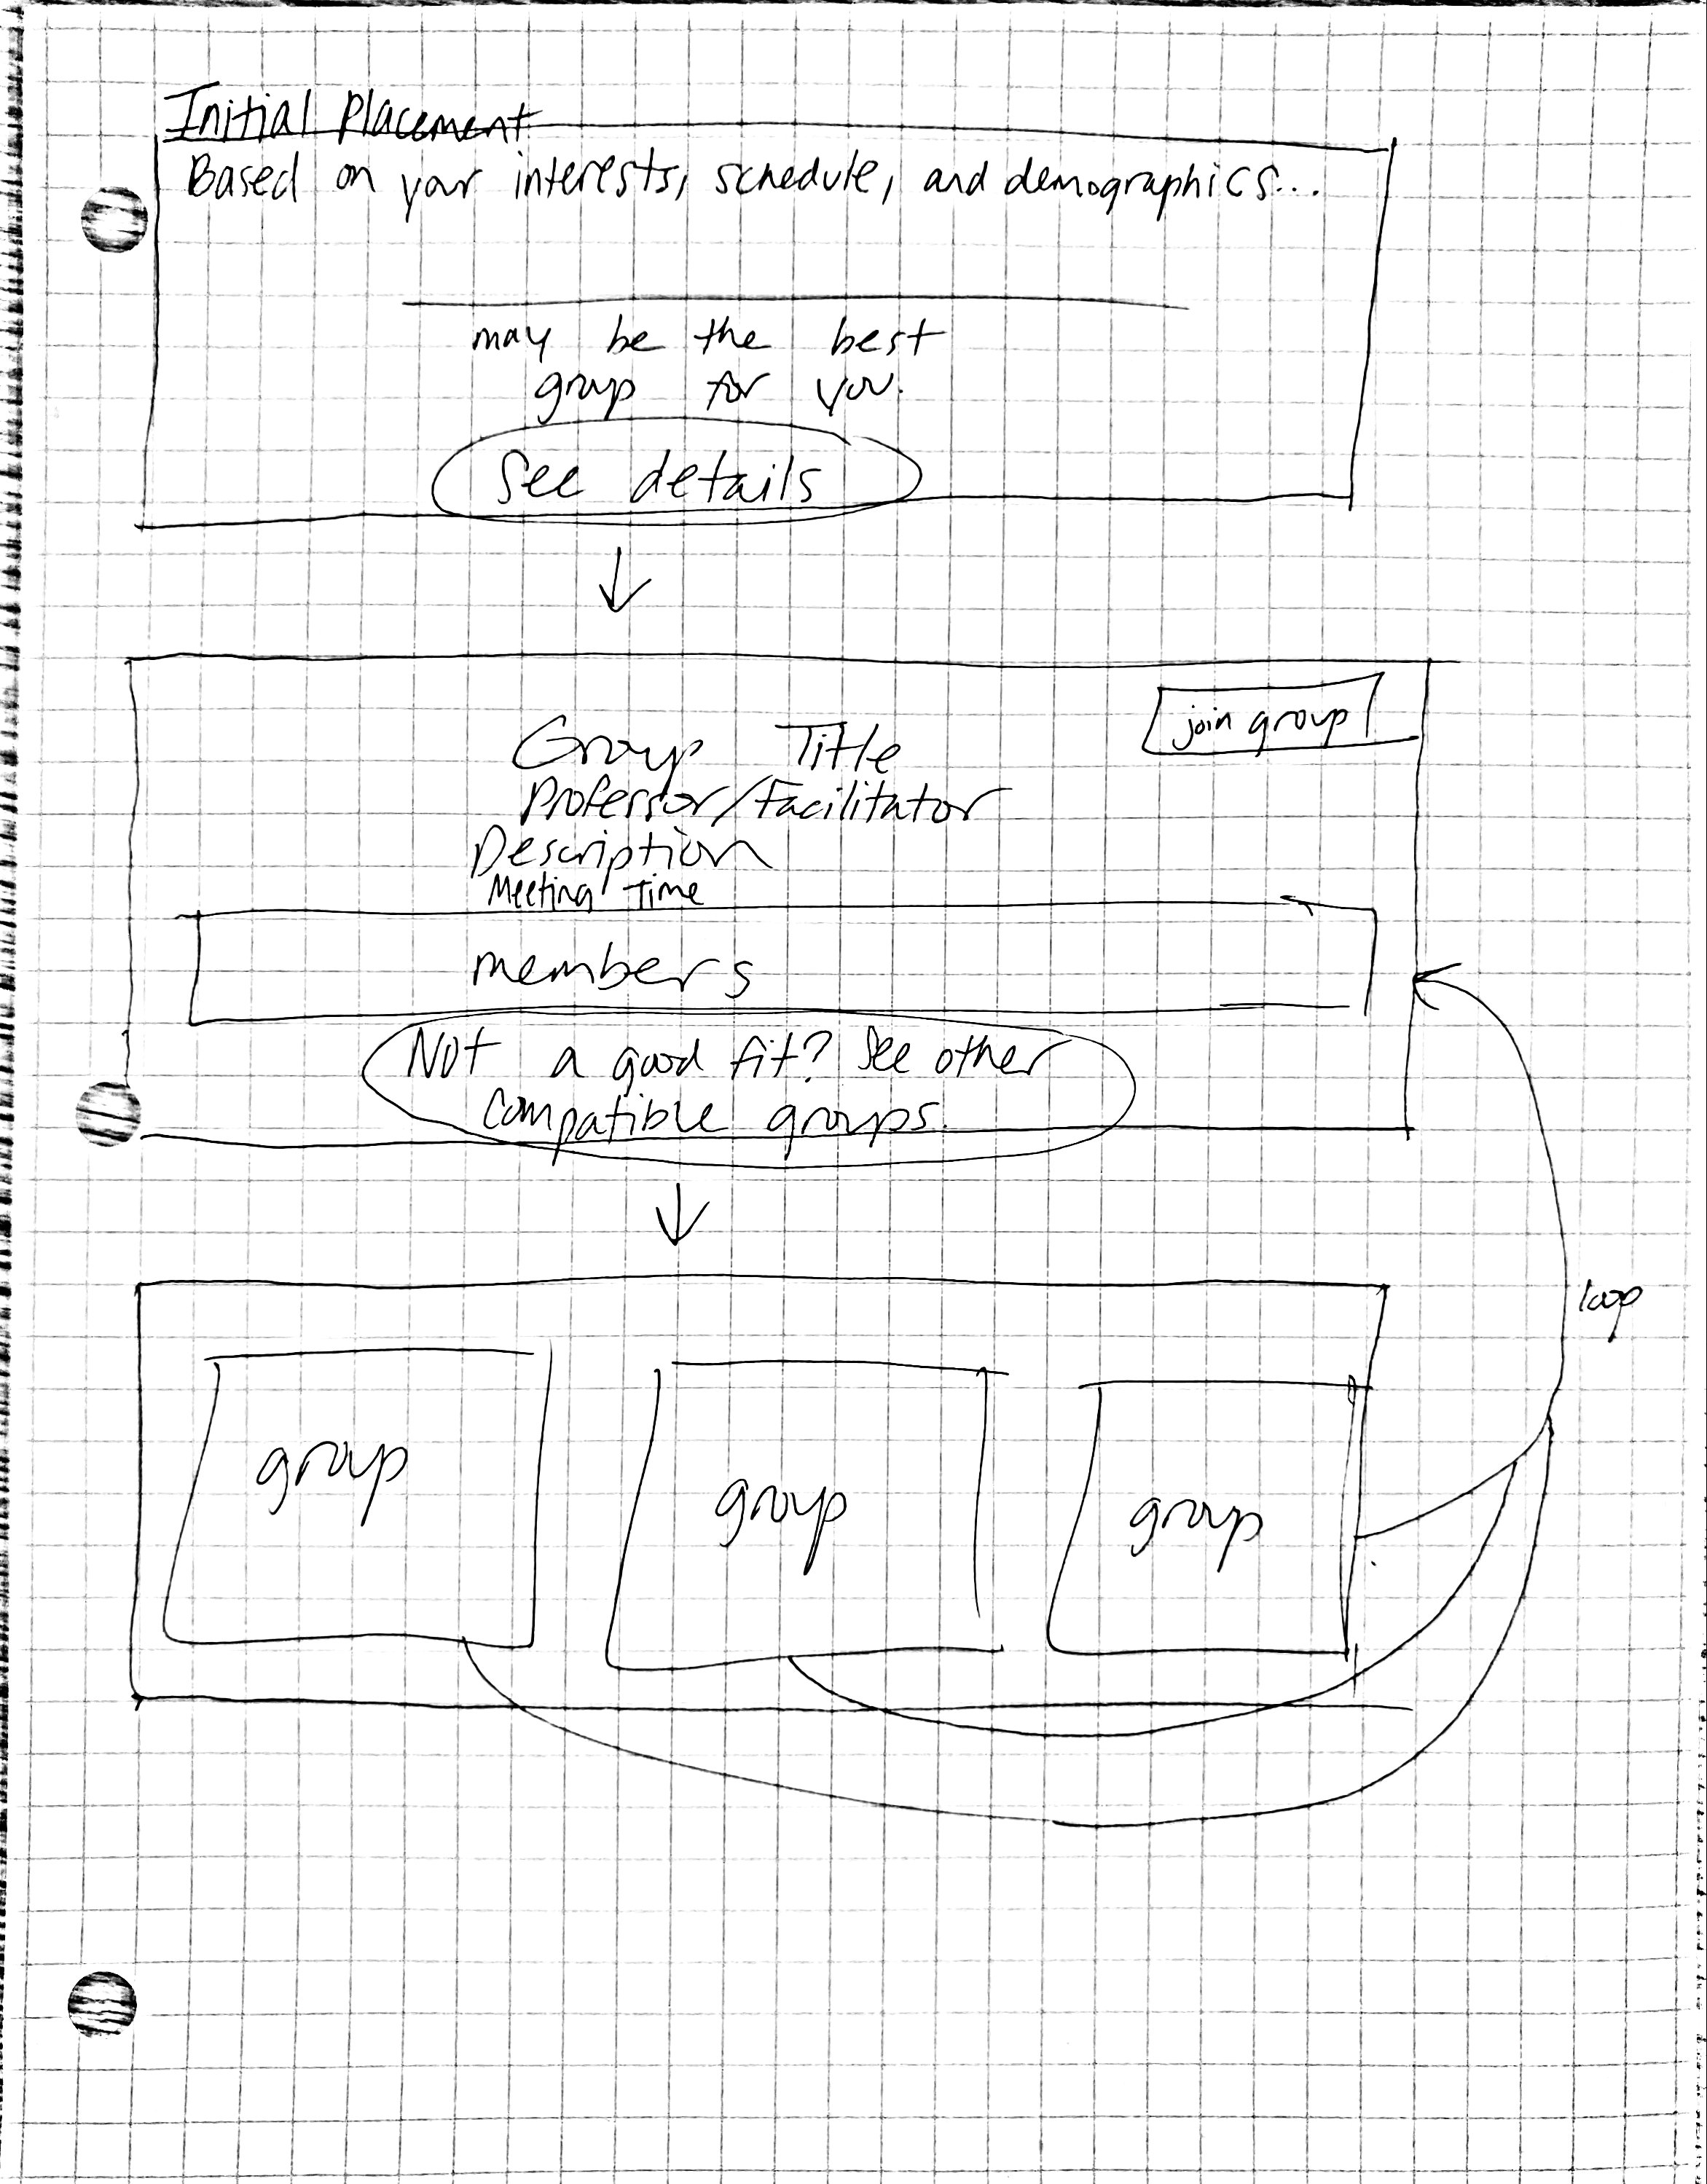 Initial Placement
Based on your interests, schedule, and demographics...
may be the best
group for you.
See details
join group
Group Title
Professor/Facilitator
Description
Meeting Time
members
Not a good fit? See other
compatible groups.
loop
group
group
group